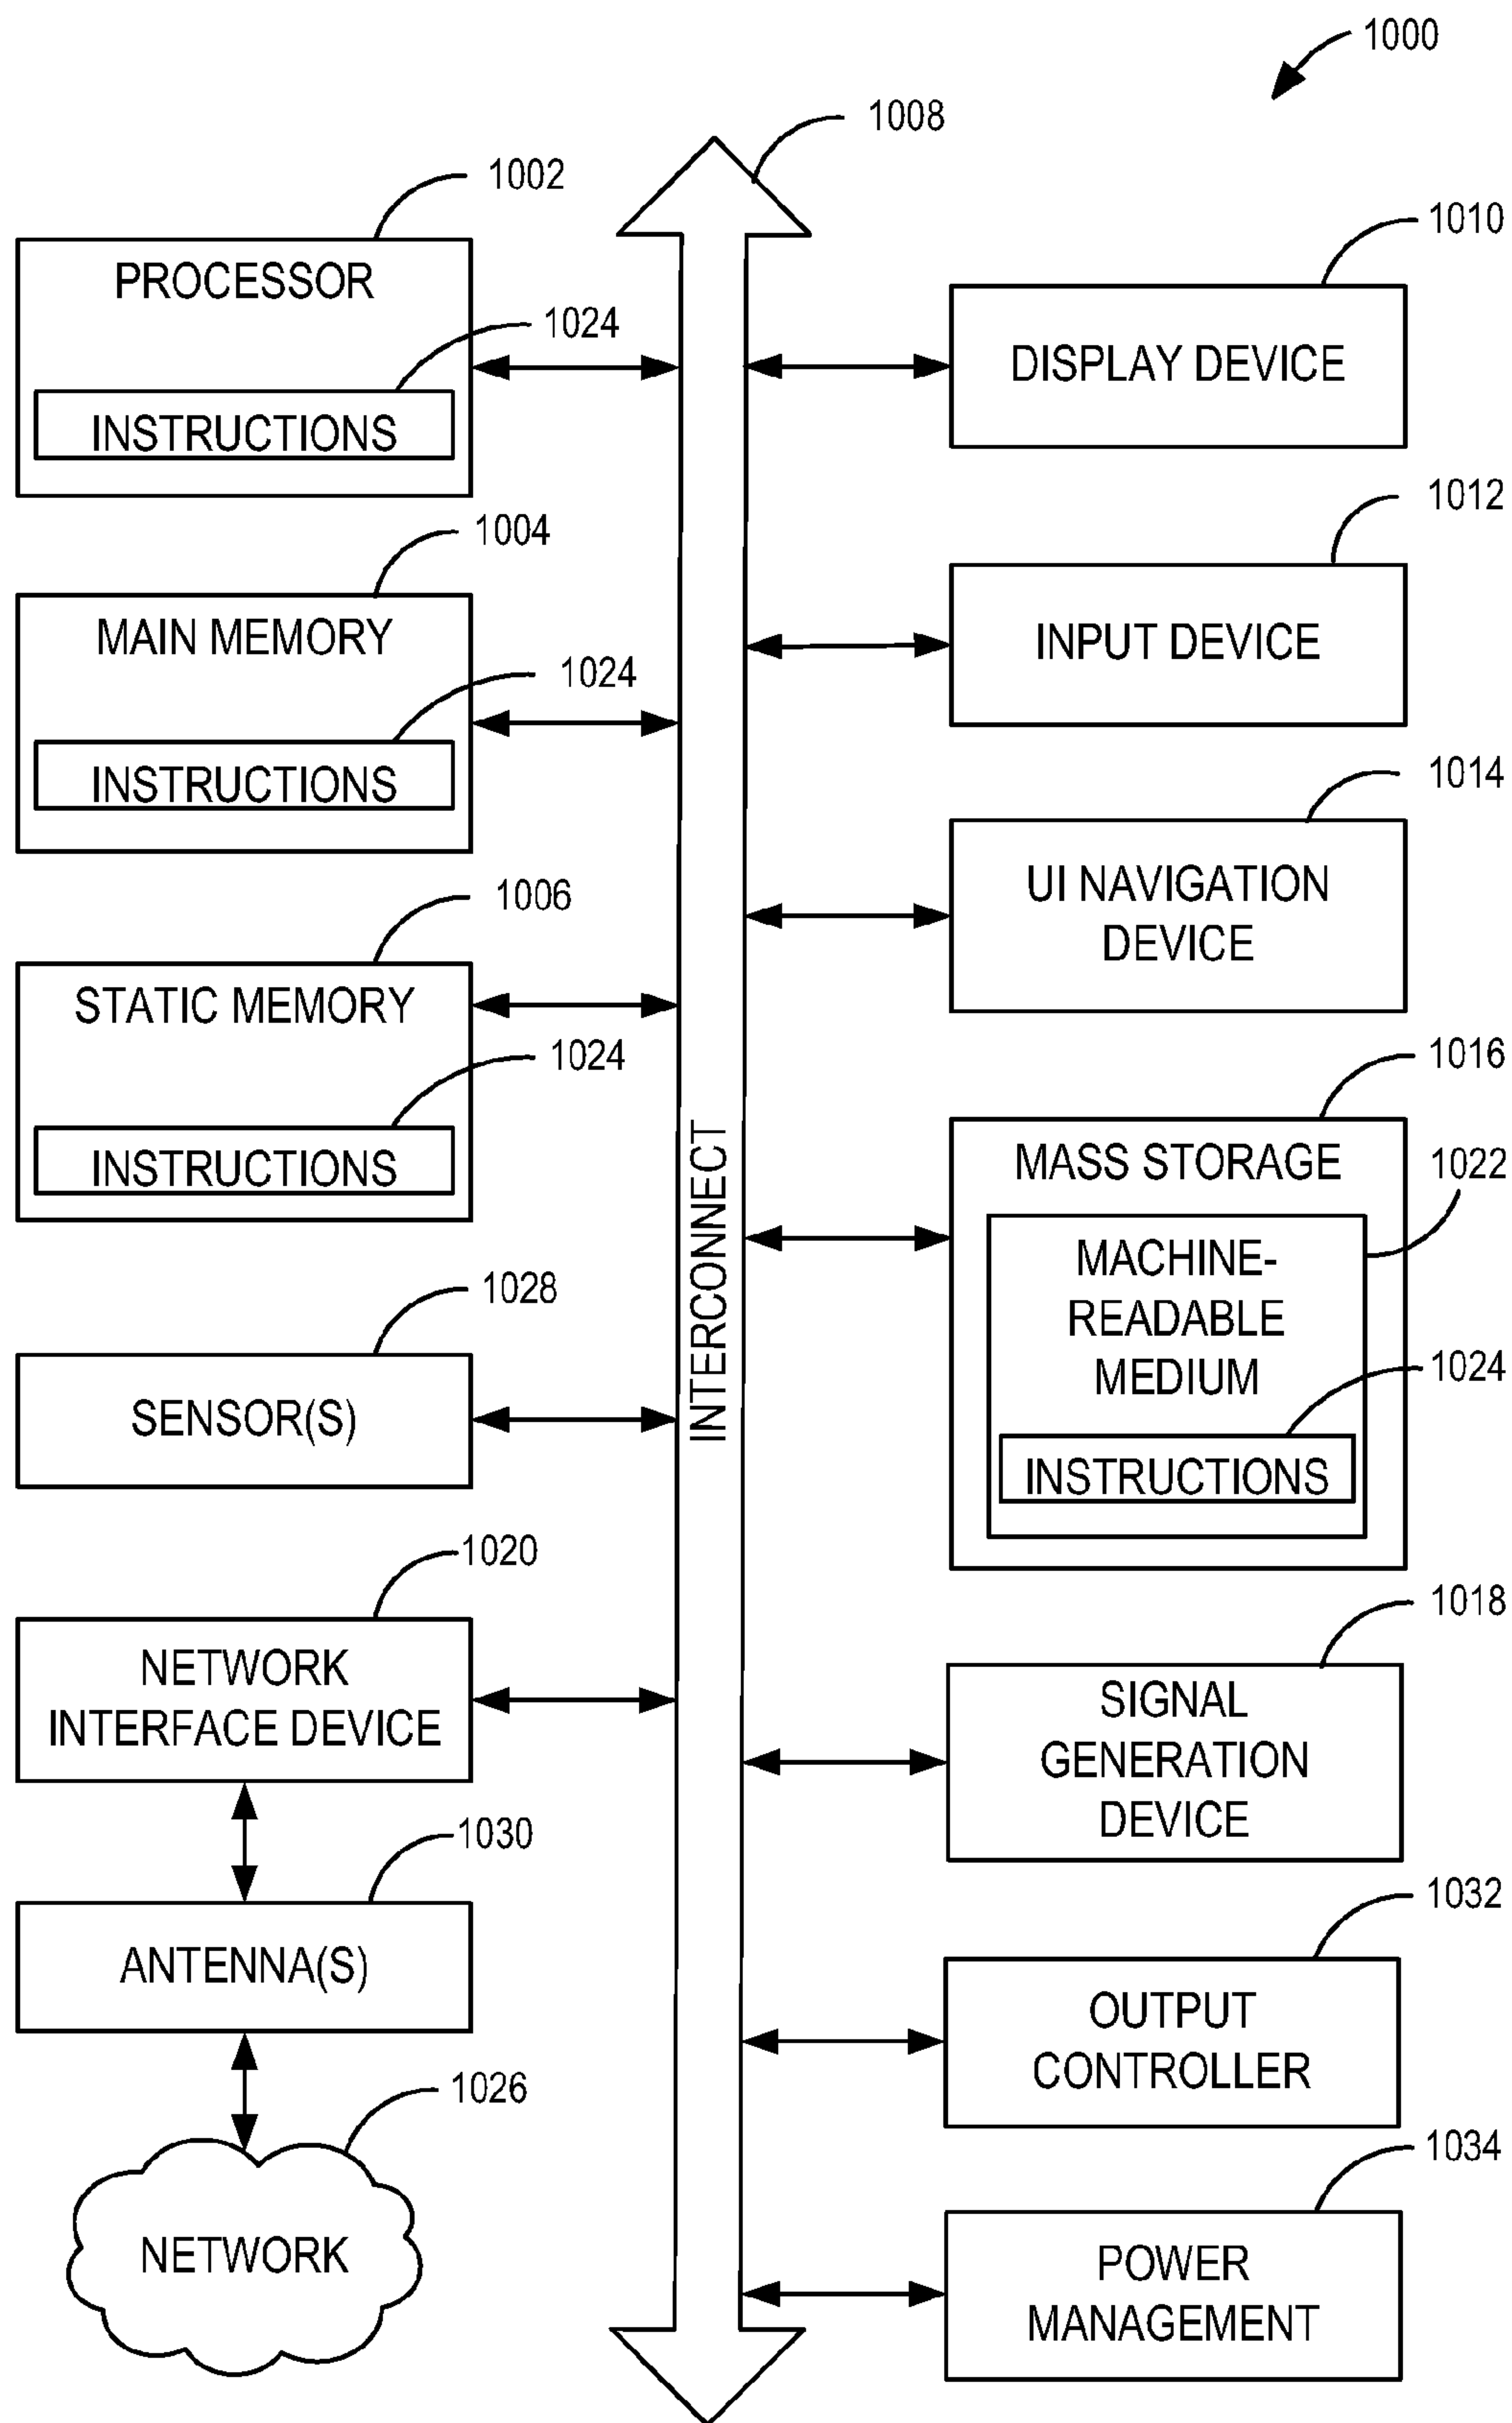 1000
1008
1002
PROCESSOR
1024
INSTRUCTIONS
1004
MAIN MEMORY
1024
INSTRUCTIONS
1006
STATIC MEMORY
1024
INSTRUCTIONS
1028
SENSOR(S)
1020
NETWORK
INTERFACE DEVICE
1030
ANTENNA(S)
1026
NETWORK
INTERCONNECT
1010
DISPLAY DEVICE
1012
INPUT DEVICE
1014
UI NAVIGATION
DEVICE
1016
MASS STORAGE
1022
MACHINE-
READABLE
MEDIUM
1024
INSTRUCTIONS
1018
SIGNAL
GENERATION
DEVICE
1032
OUTPUT
CONTROLLER
1034
POWER
MANAGEMENT